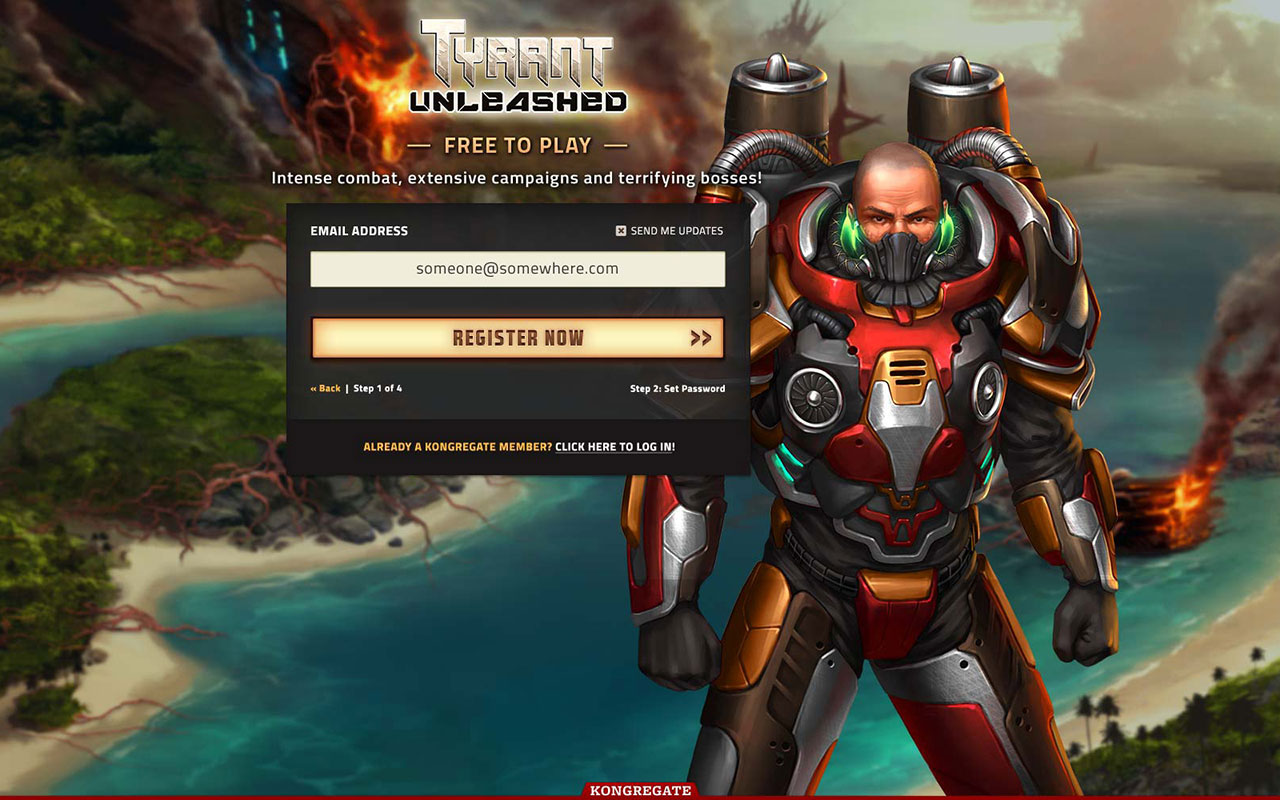 TYRANT
UNLEASHED
— FREE TO PLAY —
Intense combat, extensive campaigns and terrifying bosses!
EMAIL ADDRESS
SEND ME UPDATES
someone@somewhere.com
REGISTER NOW >>
« Back | Step 1 of 4
Step 2: Set Password
ALREADY A KONGREGATE MEMBER? CLICK HERE TO LOG IN!
KONGREGATE